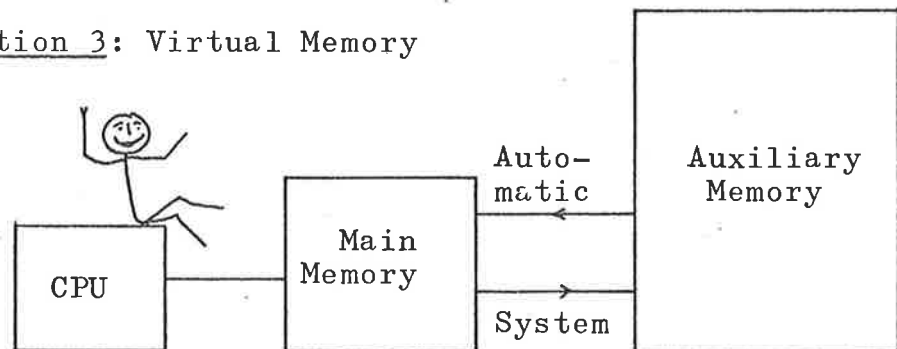 tion 3: Virtual Memory
Auto-
matic
Auxiliary
Memory
Main
Memory
CPU
System